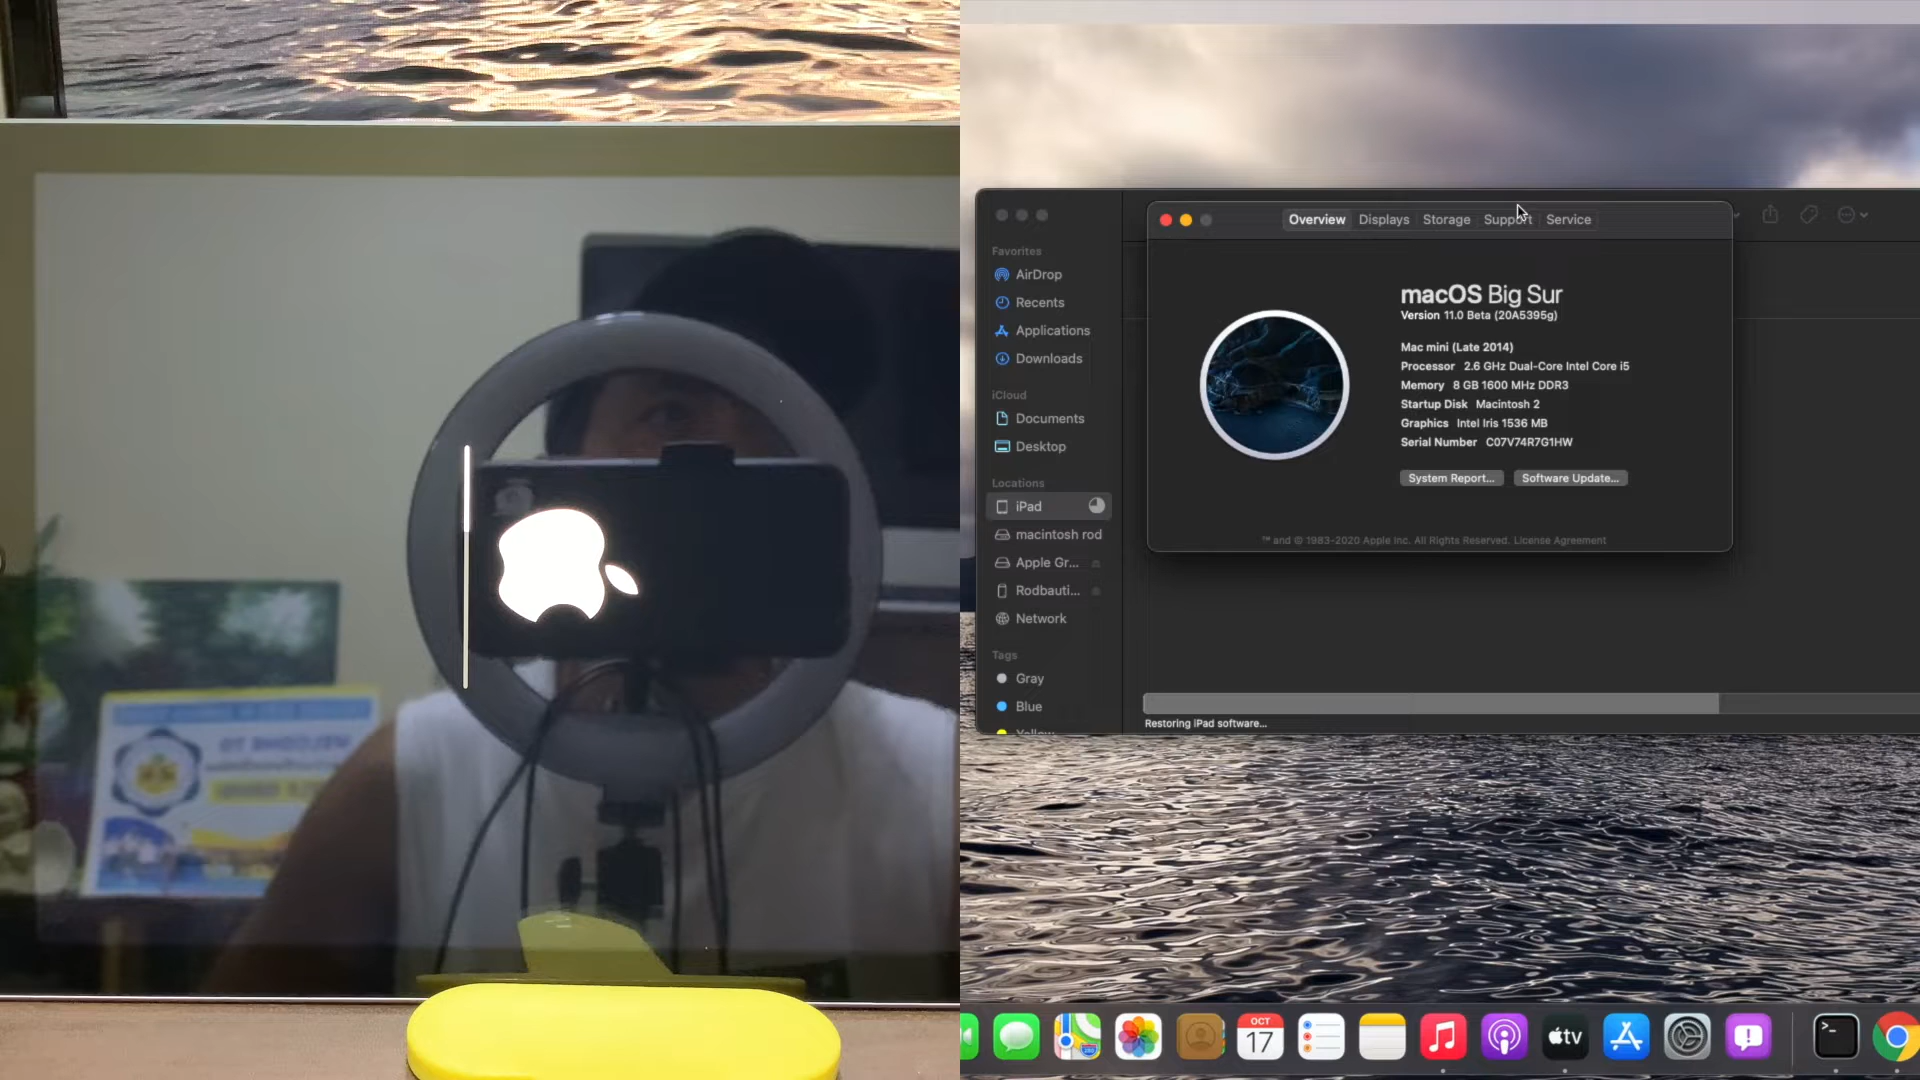 Overview Displays Storage Support Service
macOS Big Sur
Version 11.0 Beta (20A5395g)
Mac mini (Late 2014)
Processor 2.6 GHz Dual-Core Intel Core i5
Memory 8 GB 1600 MHz DDR3
Startup Disk Macintosh 2
Graphics Intel Iris 1536 MB
Serial Number C07V74R7G1HW
System Report... Software Update...
™ and © 1983-2020 Apple Inc. All Rights Reserved. License Agreement
Favorites
AirDrop
Recents
Applications
Downloads
iCloud
Documents
Desktop
Locations
iPad
macintosh rod
Apple Gr...
Rodbauti...
Network
Tags
Gray
Blue
Yellow
Restoring iPad software...
OCT
17
tv